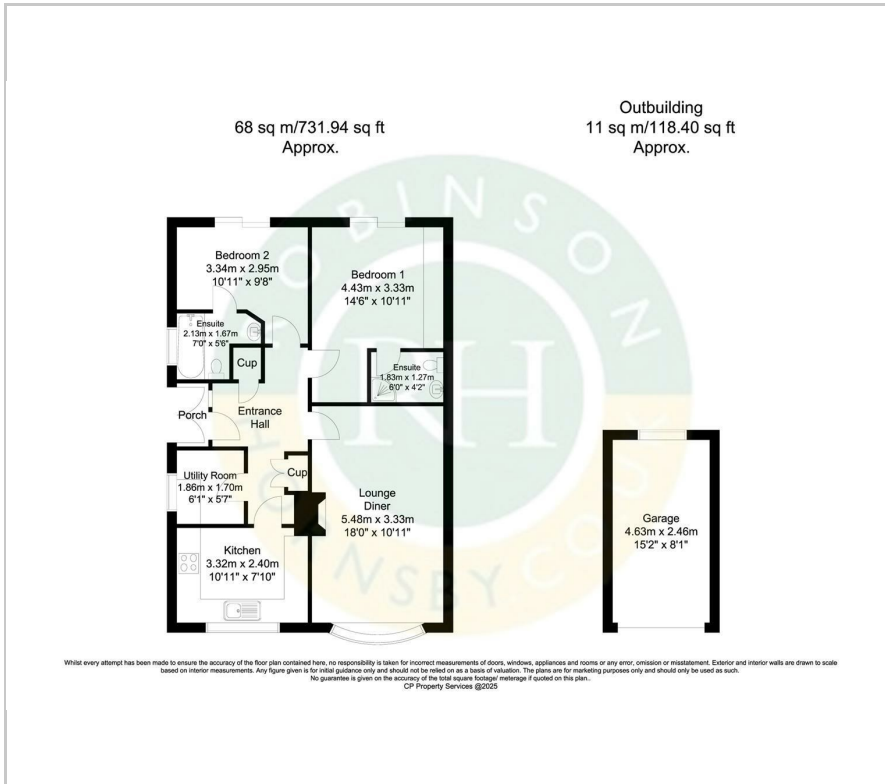 68 sq m/731.94 sq ft
Approx.
Outbuilding
11 sq m/118.40 sq ft
Approx.
ROBINSON
HORNSBY COUNTY
RH
Bedroom 2
3.34m x 2.95m
10'11" x 9'8"
Bedroom 1
4.43m x 3.33m
14'6" x 10'11"
Ensuite
2.13m x 1.67m
7'0" x 5'6"
Cup
Ensuite
1.83m x 1.27m
6'0" x 4'2"
Porch
Entrance
Hall
Utility Room
1.86m x 1.70m
6'1" x 5'7"
Cup
Lounge
Diner
5.48m x 3.33m
18'0" x 10'11"
Kitchen
3.32m x 2.40m
10'11" x 7'10"
Garage
4.63m x 2.46m
15'2" x 8'1"
Whilst every attempt has been made to ensure the accuracy of the floor plan contained here, no responsibility is taken for incorrect measurements of doors, windows, appliances and rooms or any error, omission or misstatement. Exterior and interior walls are drawn to scale
based on interior measurements. Any figure given is for initial guidance only and should not be relied on as a basis of valuation. The plans are for marketing purposes only and should only be used as such.
No guarantee is given on the accuracy of the total square footage/ meterage if quoted on this plan..
CP Property Services @2025